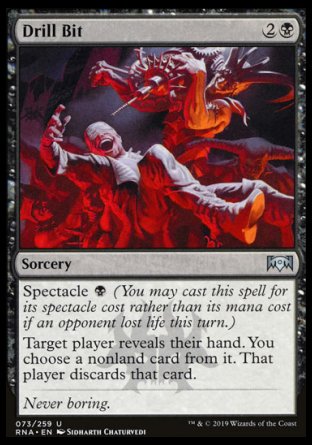 Drill Bit 2
Sorcery
Spectacle (You may cast this spell for
its spectacle cost rather than its mana cost
if an opponent lost life this turn.)
Target player reveals their hand. You
choose a nonland card from it. That
player discards that card.
Never boring.
073/259 U
RNA • EN Sidharth Chaturvedi
™ & © 2019 Wizards of the Coast